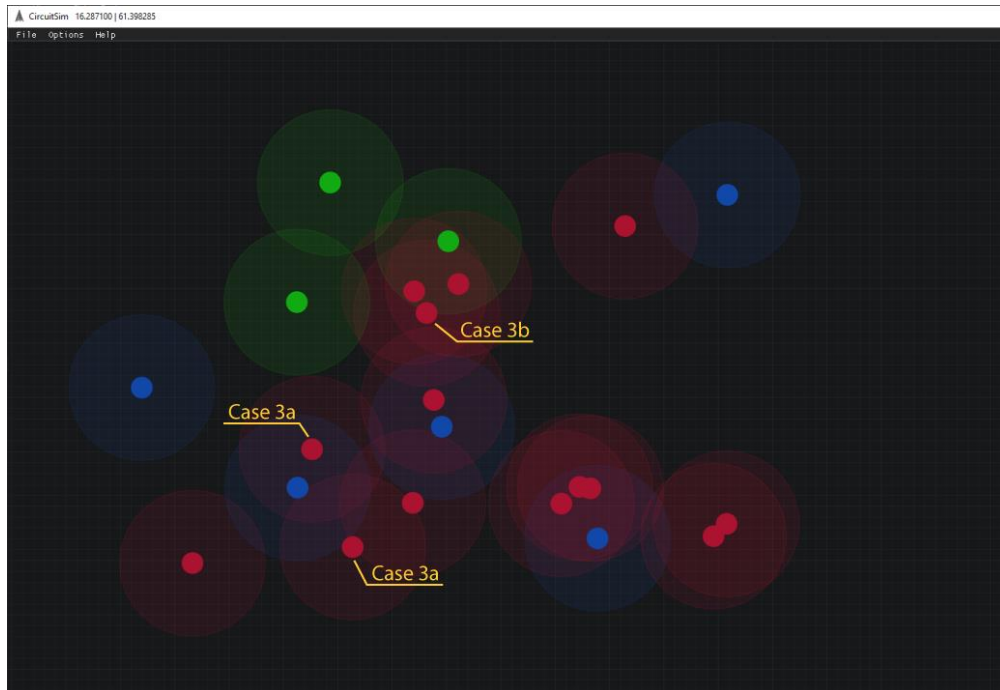 CircuitSim 16.287100 | 61.398285
File Options Help
Case 3b
Case 3a
Case 3a